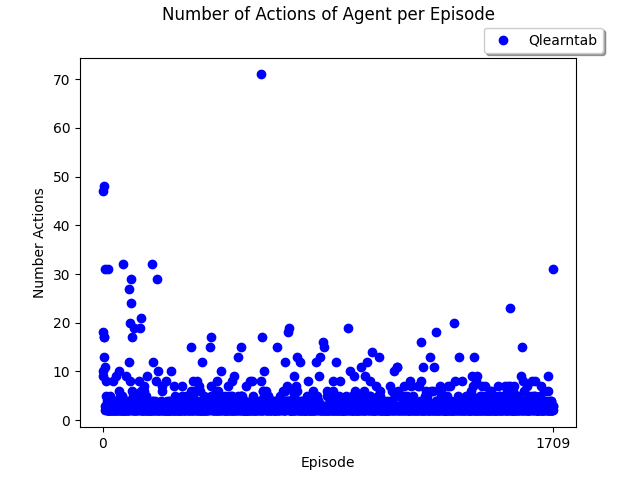 Number of Actions of Agent per Episode
Qlearntab
70
60
50
40
30
20
10
0
Number Actions
0 1709
Episode